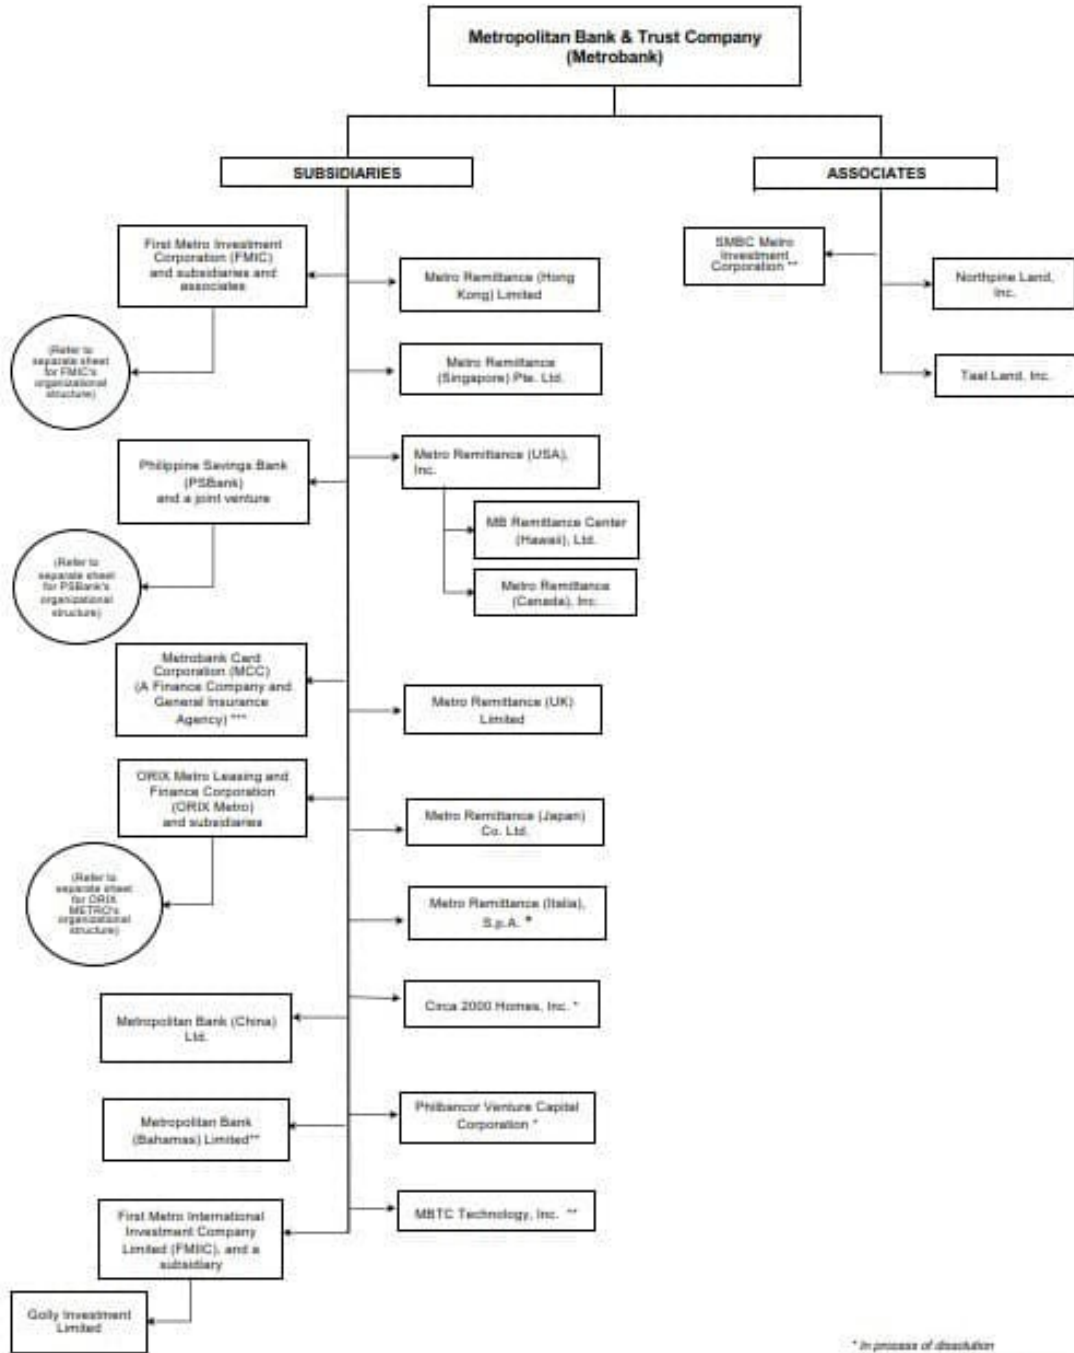 Metropolitan Bank & Trust Company
(Metrobank)
SUBSIDIARIES
ASSOCIATES
First Metro Investment
Corporation (FMIC)
and subsidiaries and
associates
(Refer to
separate sheet
for FMIC's
organizational
structure)
Philippine Savings Bank
(PSBank)
and a joint venture
(Refer to
separate sheet
for PSBank's
organizational
structure)
Metrobank Card
Corporation (MCC)
(A Finance Company and
General Insurance
Agency) ***
ORIX Metro Leasing and
Finance Corporation
(ORIX Metro)
and subsidiaries
(Refer to
separate sheet
for ORIX
METRO's
organizational
structure)
Metropolitan Bank (China)
Ltd.
Metropolitan Bank
(Bahamas) Limited**
First Metro International
Investment Company
Limited (FMIIC), and a
subsidiary
Golly Investment
Limited
Metro Remittance (Hong
Kong) Limited
Metro Remittance
(Singapore) Pte. Ltd.
Metro Remittance (USA),
Inc.
MB Remittance Center
(Hawaii), Ltd.
Metro Remittance
(Canada), Inc.
Metro Remittance (UK)
Limited
Metro Remittance (Japan)
Co. Ltd.
Metro Remittance (Italia),
S.p.A. *
Circa 2000 Homes, Inc. *
Philbancor Venture Capital
Corporation *
MBTC Technology, Inc. **
SMBC Metro
Investment
Corporation **
Northpine Land,
Inc.
Taal Land, Inc.
* In process of dissolution